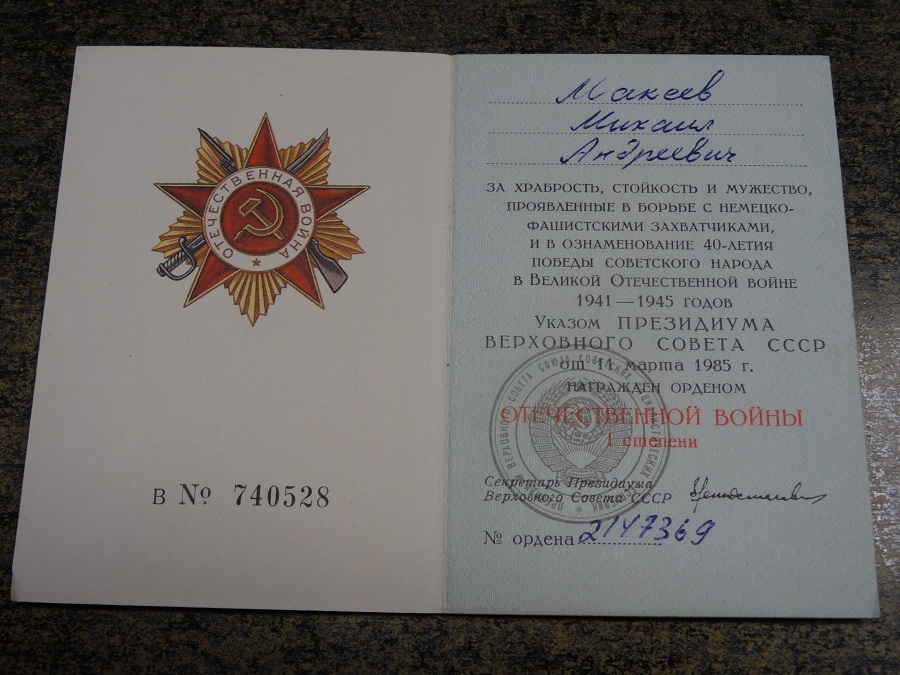 ОТЕЧЕСТВЕННАЯ ВОЙНА
В № 740528
Макеев
Михаил
Андреевич
ЗА ХРАБРОСТЬ, СТОЙКОСТЬ И МУЖЕСТВО,
ПРОЯВЛЕННЫЕ В БОРЬБЕ С НЕМЕЦКО-
ФАШИСТСКИМИ ЗАХВАТЧИКАМИ,
И В ОЗНАМЕНОВАНИЕ 40-ЛЕТИЯ
ПОБЕДЫ СОВЕТСКОГО НАРОДА
В ВЕЛИКОЙ ОТЕЧЕСТВЕННОЙ ВОЙНЕ
1941—1945 ГОДОВ
УКАЗОМ ПРЕЗИДИУМА
ВЕРХОВНОГО СОВЕТА СССР
от 11 марта 1985 г.
НАГРАЖДЕН ОРДЕНОМ
ОТЕЧЕСТВЕННОЙ ВОЙНЫ
I степени
Секретарь Президиума
Верховного Совета СССР
№ ордена 2147369